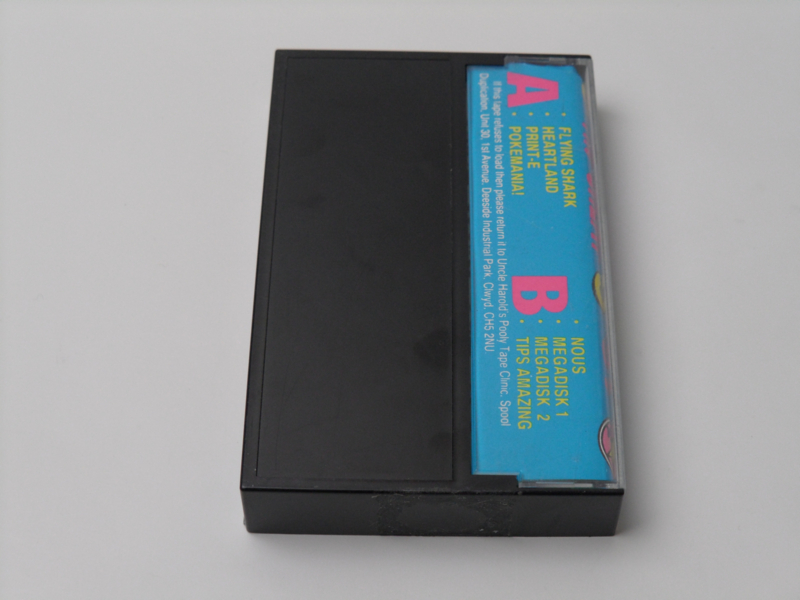 A
· FLYING SHARK
· HEARTLAND
· PRINT-E
· POKEMANIA!
B
· NOUS
· MEGADISK 1
· MEGADISK 2
· TIPS AMAZING
If this tape refuses to load then please return it to Uncle Harold's Pooly Tape Clinic, Spool
Duplication, Unit 30, 1st Avenue, Deeside Industrial Park, Clwyd. CH5 2NU